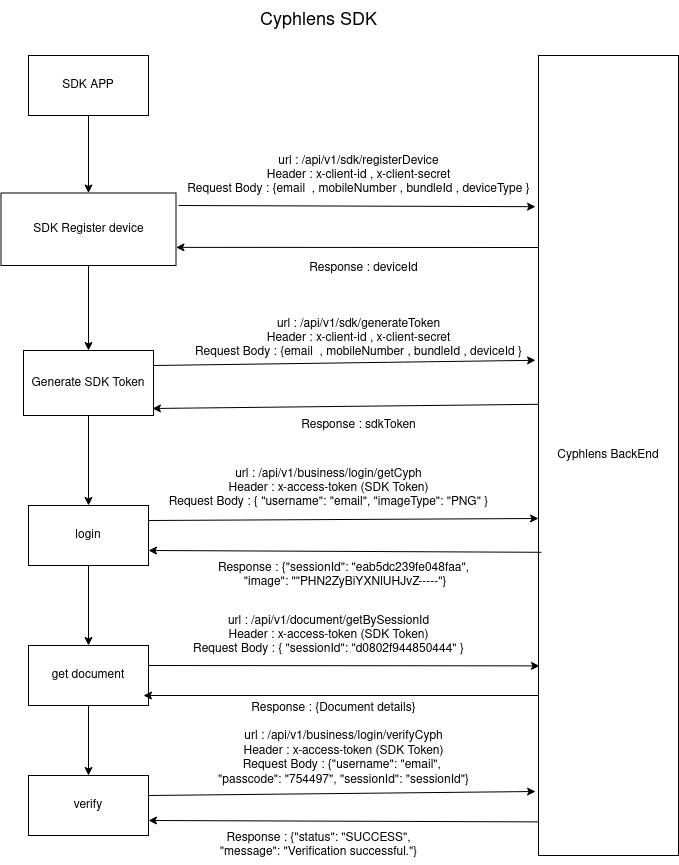 Cyphlens SDK
SDK APP
url : /api/v1/sdk/registerDevice
Header : x-client-id , x-client-secret
Request Body : {email , mobileNumber , bundleId , deviceType }
SDK Register device
Response : deviceId
url : /api/v1/sdk/generateToken
Header : x-client-id , x-client-secret
Request Body : {email , mobileNumber , bundleId , deviceId }
Generate SDK Token
Response : sdkToken
Cyphlens BackEnd
url : /api/v1/business/login/getCyph
Header : x-access-token (SDK Token)
Request Body : { "username": "email", "imageType": "PNG" }
login
Response : {"sessionId": "eab5dc239fe048faa",
"image": ""PHN2ZyBiYXNlUHJvZ-----"}
url : /api/v1/document/getBySessionId
Header : x-access-token (SDK Token)
Request Body : { "sessionId": "d0802f944850444" }
get document
Response : {Document details}
url : /api/v1/business/login/verifyCyph
Header : x-access-token (SDK Token)
Request Body : {"username": "email",
"passcode": "754497", "sessionId": "sessionId"}
verify
Response : {"status": "SUCCESS",
"message": "Verification successful."}